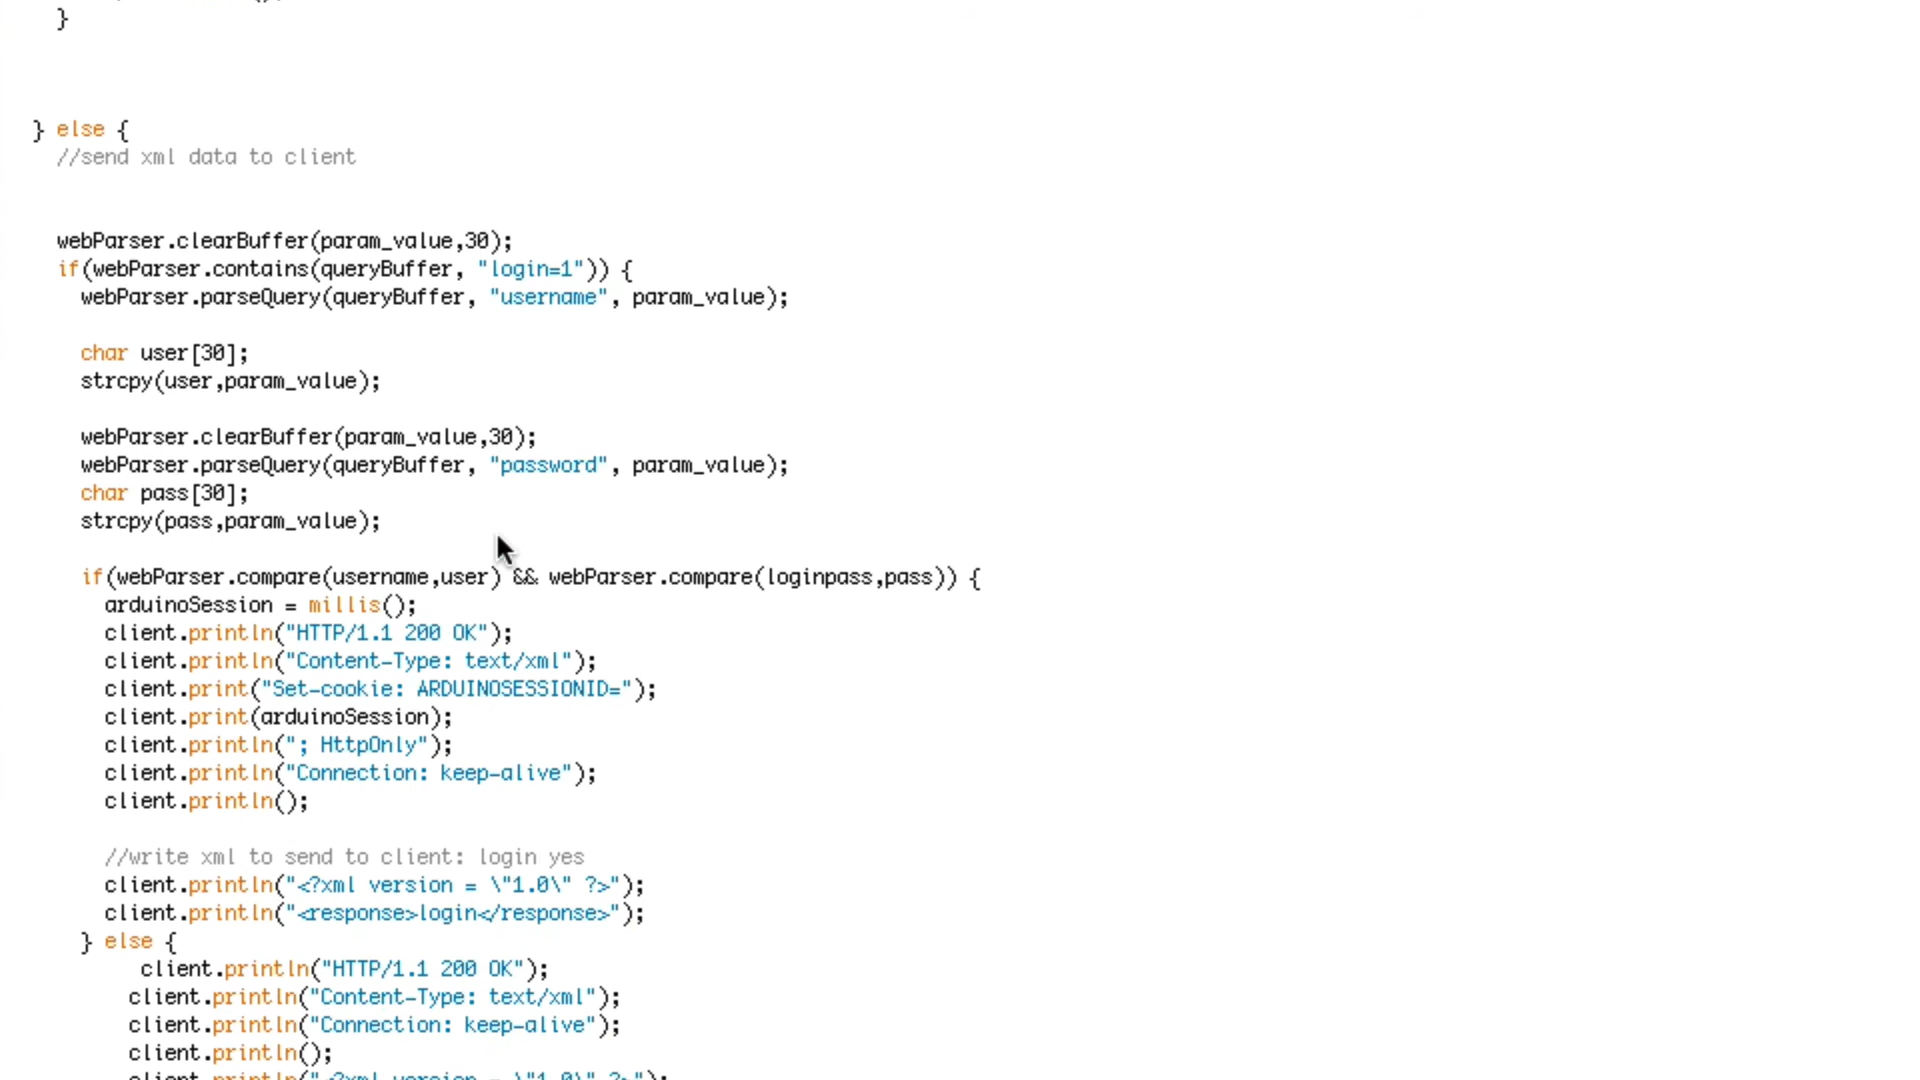 }
} else {
//send xml data to client
webParser.clearBuffer(param_value,30);
if(webParser.contains(queryBuffer, "login=1")) {
webParser.parseQuery(queryBuffer, "username", param_value);
char user[30];
strcpy(user,param_value);
webParser.clearBuffer(param_value,30);
webParser.parseQuery(queryBuffer, "password", param_value);
char pass[30];
strcpy(pass,param_value);
if(webParser.compare(username,user) && webParser.compare(loginpass,pass)) {
arduinoSession = millis();
client.println("HTTP/1.1 200 OK");
client.println("Content-Type: text/xml");
client.print("Set-cookie: ARDUINOSESSIONID=");
client.print(arduinoSession);
client.println("; HttpOnly");
client.println("Connection: keep-alive");
client.println();
//write xml to send to client: login yes
client.println("<?xml version = \"1.0\" ?>");
client.println("<response>login</response>");
} else {
client.println("HTTP/1.1 200 OK");
client.println("Content-Type: text/xml");
client.println("Connection: keep-alive");
client.println();
client.println("<?xml version = \"1.0\" ?>");